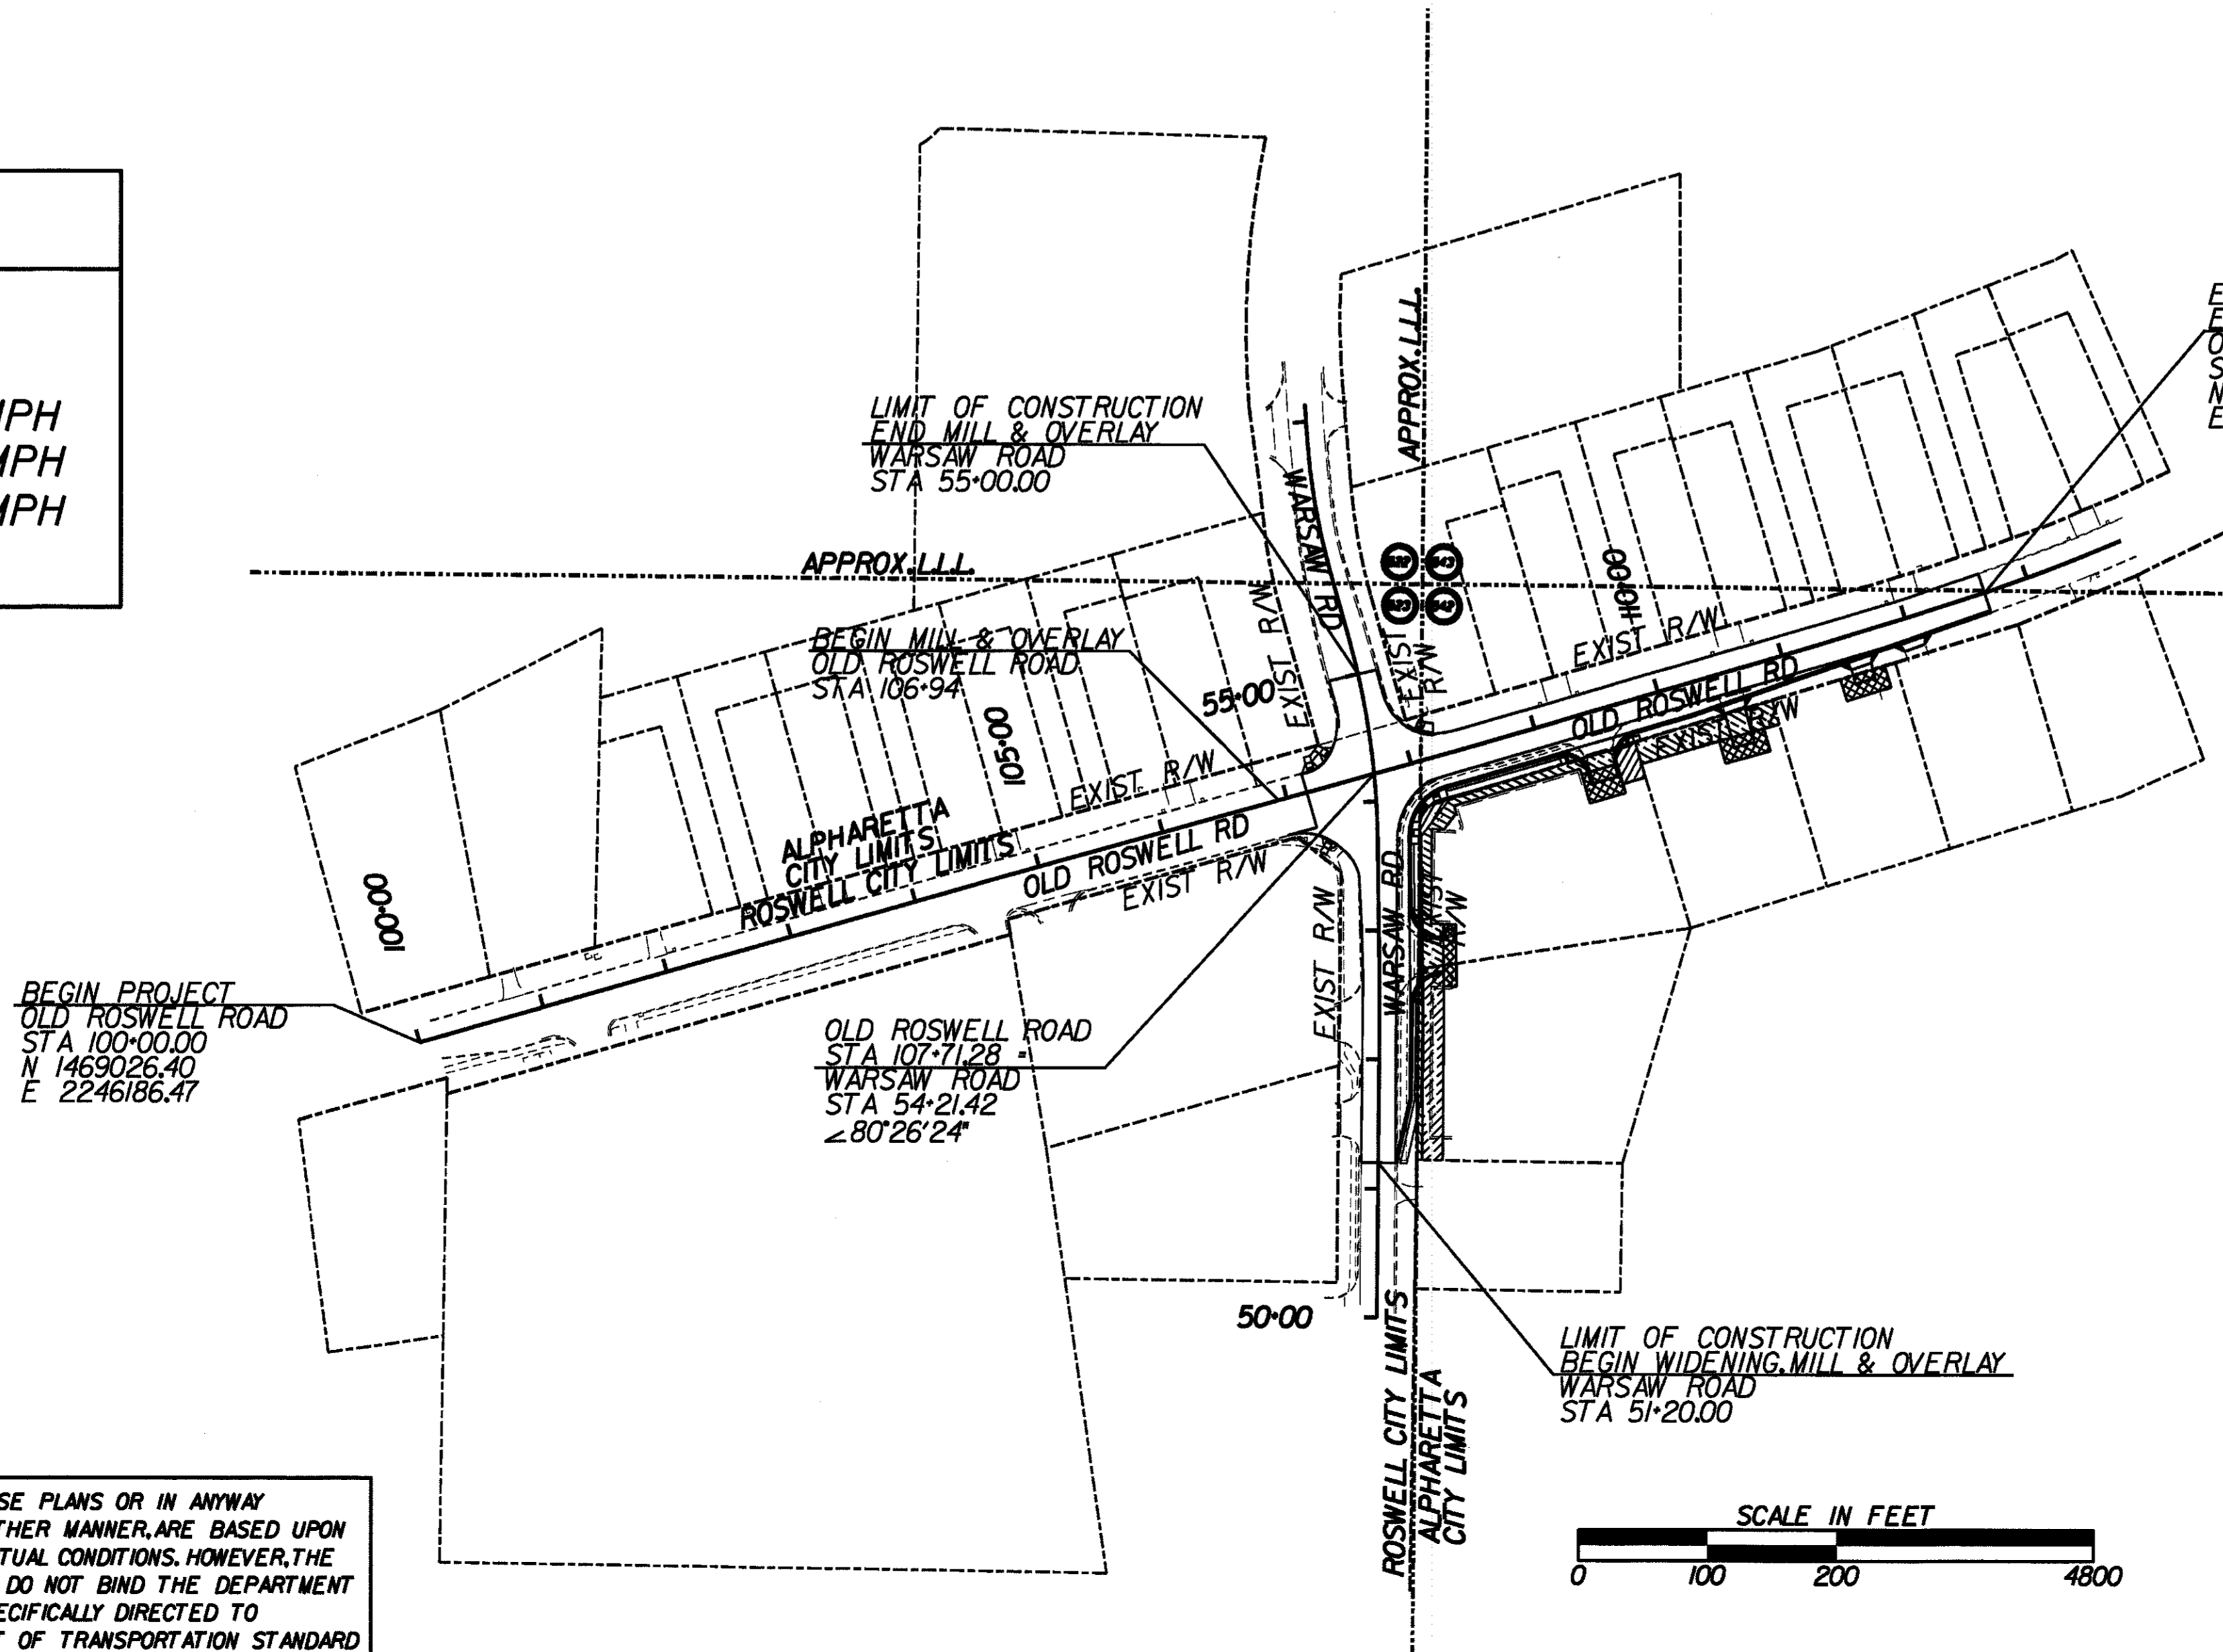 MPH
MPH
MPH
LIMIT OF CONSTRUCTION
END MILL & OVERLAY
WARSAW ROAD
STA 55+00.00
APPROX. L.L.L.
APPROX. L.L.L.
WARSAW RD
EXIST R/W
EXIST
R/W
BEGIN MILL & OVERLAY
OLD ROSWELL ROAD
STA 106+94
55+00
110+00
EXIST R/W
OLD ROSWELL RD
EXIST R/W
105+00
EXIST R/W
ALPHARETTA
CITY LIMITS
ROSWELL CITY LIMITS
OLD ROSWELL RD
EXIST R/W
100+00
BEGIN PROJECT
OLD ROSWELL ROAD
STA 100+00.00
N 1469026.40
E 2246186.47
OLD ROSWELL ROAD
STA 107+71.28 =
WARSAW ROAD
STA 54+21.42
∠80°26'24"
EXIST R/W
WARSAW RD
EXIST
R/W
E
E
O
S
N
E
50+00
ROSWELL CITY LIMITS
ALPHARETTA
CITY LIMITS
LIMIT OF CONSTRUCTION
BEGIN WIDENING, MILL & OVERLAY
WARSAW ROAD
STA 51+20.00
SCALE IN FEET
0 100 200 4800
SE PLANS OR IN ANYWAY
THER MANNER, ARE BASED UPON
TUAL CONDITIONS. HOWEVER, THE
DO NOT BIND THE DEPARTMENT
ECIFICALLY DIRECTED TO
T OF TRANSPORTATION STANDARD